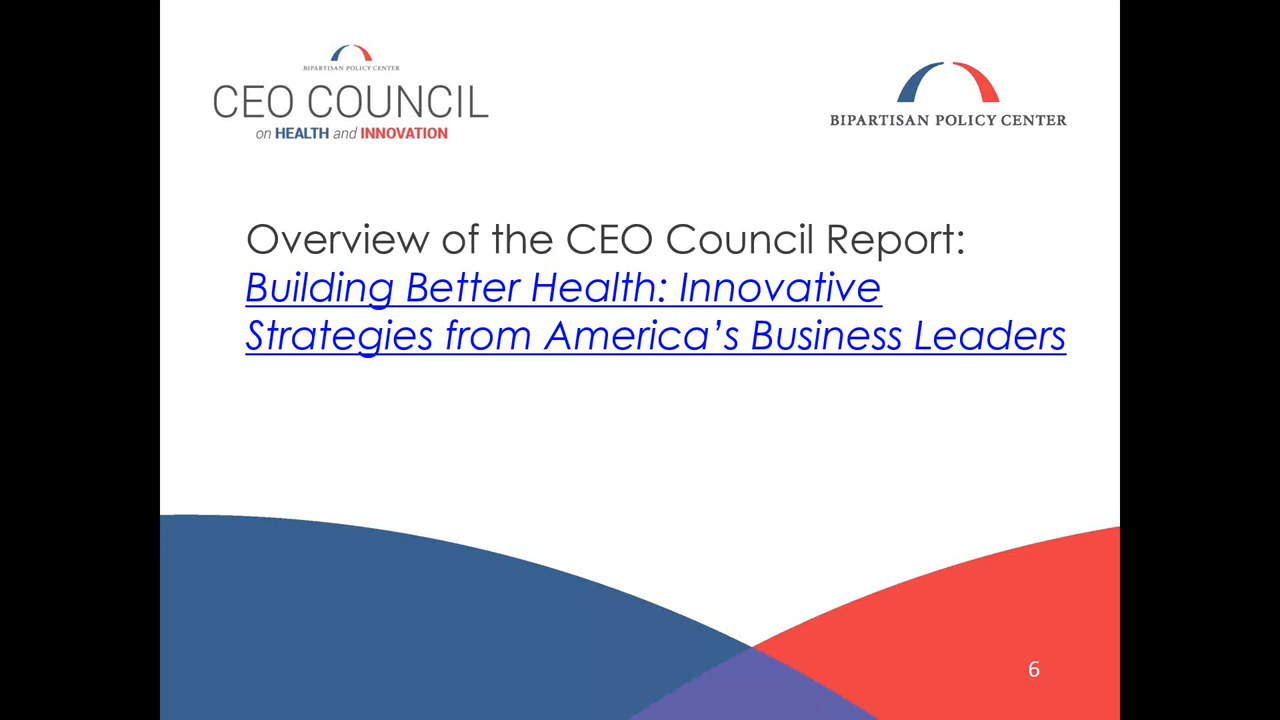 BIPARTISAN POLICY CENTER
CEO COUNCIL
on HEALTH and INNOVATION
BIPARTISAN POLICY CENTER
Overview of the CEO Council Report:
Building Better Health: Innovative
Strategies from America’s Business Leaders
6